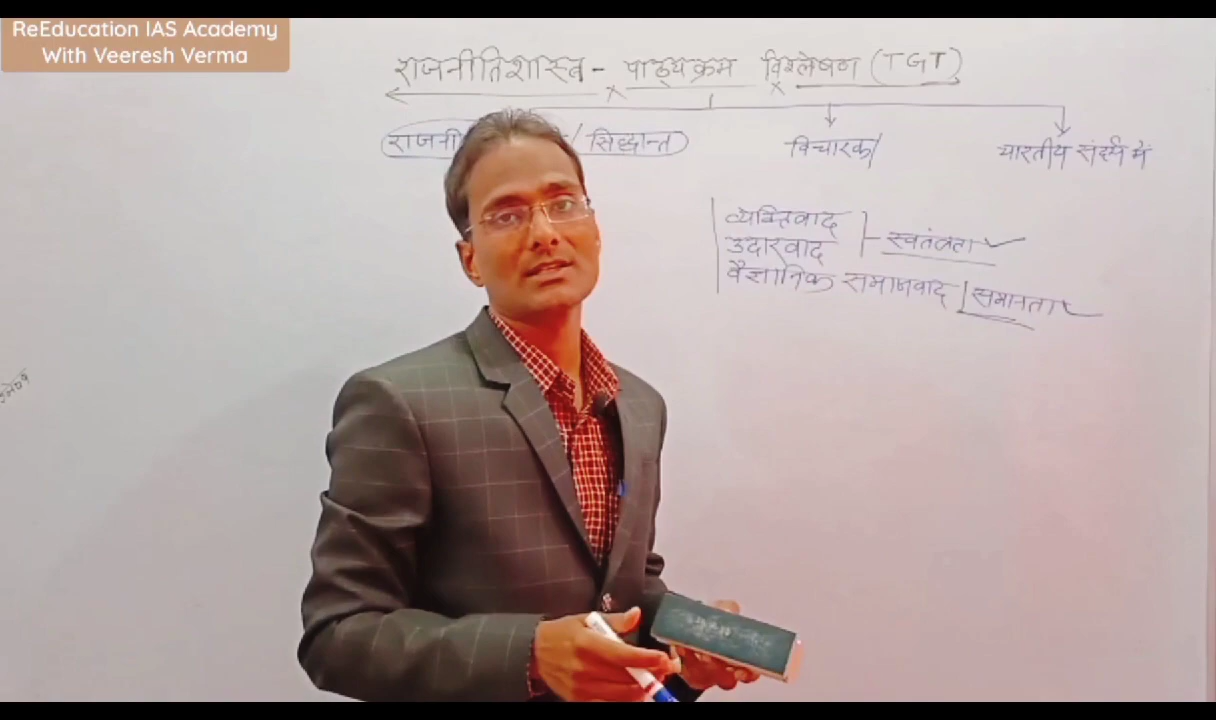 ReEducation IAS Academy
With Veeresh Verma
राजनीतिशास्त्र - पाठ्यक्रम विश्लेषण (TGT)
राजनी / सिद्धान्त विचारक/ भारतीय संदर्भ में
व्यक्तिवाद
उदारवाद स्वतंत्रता
वैज्ञानिक समाजवाद समानता